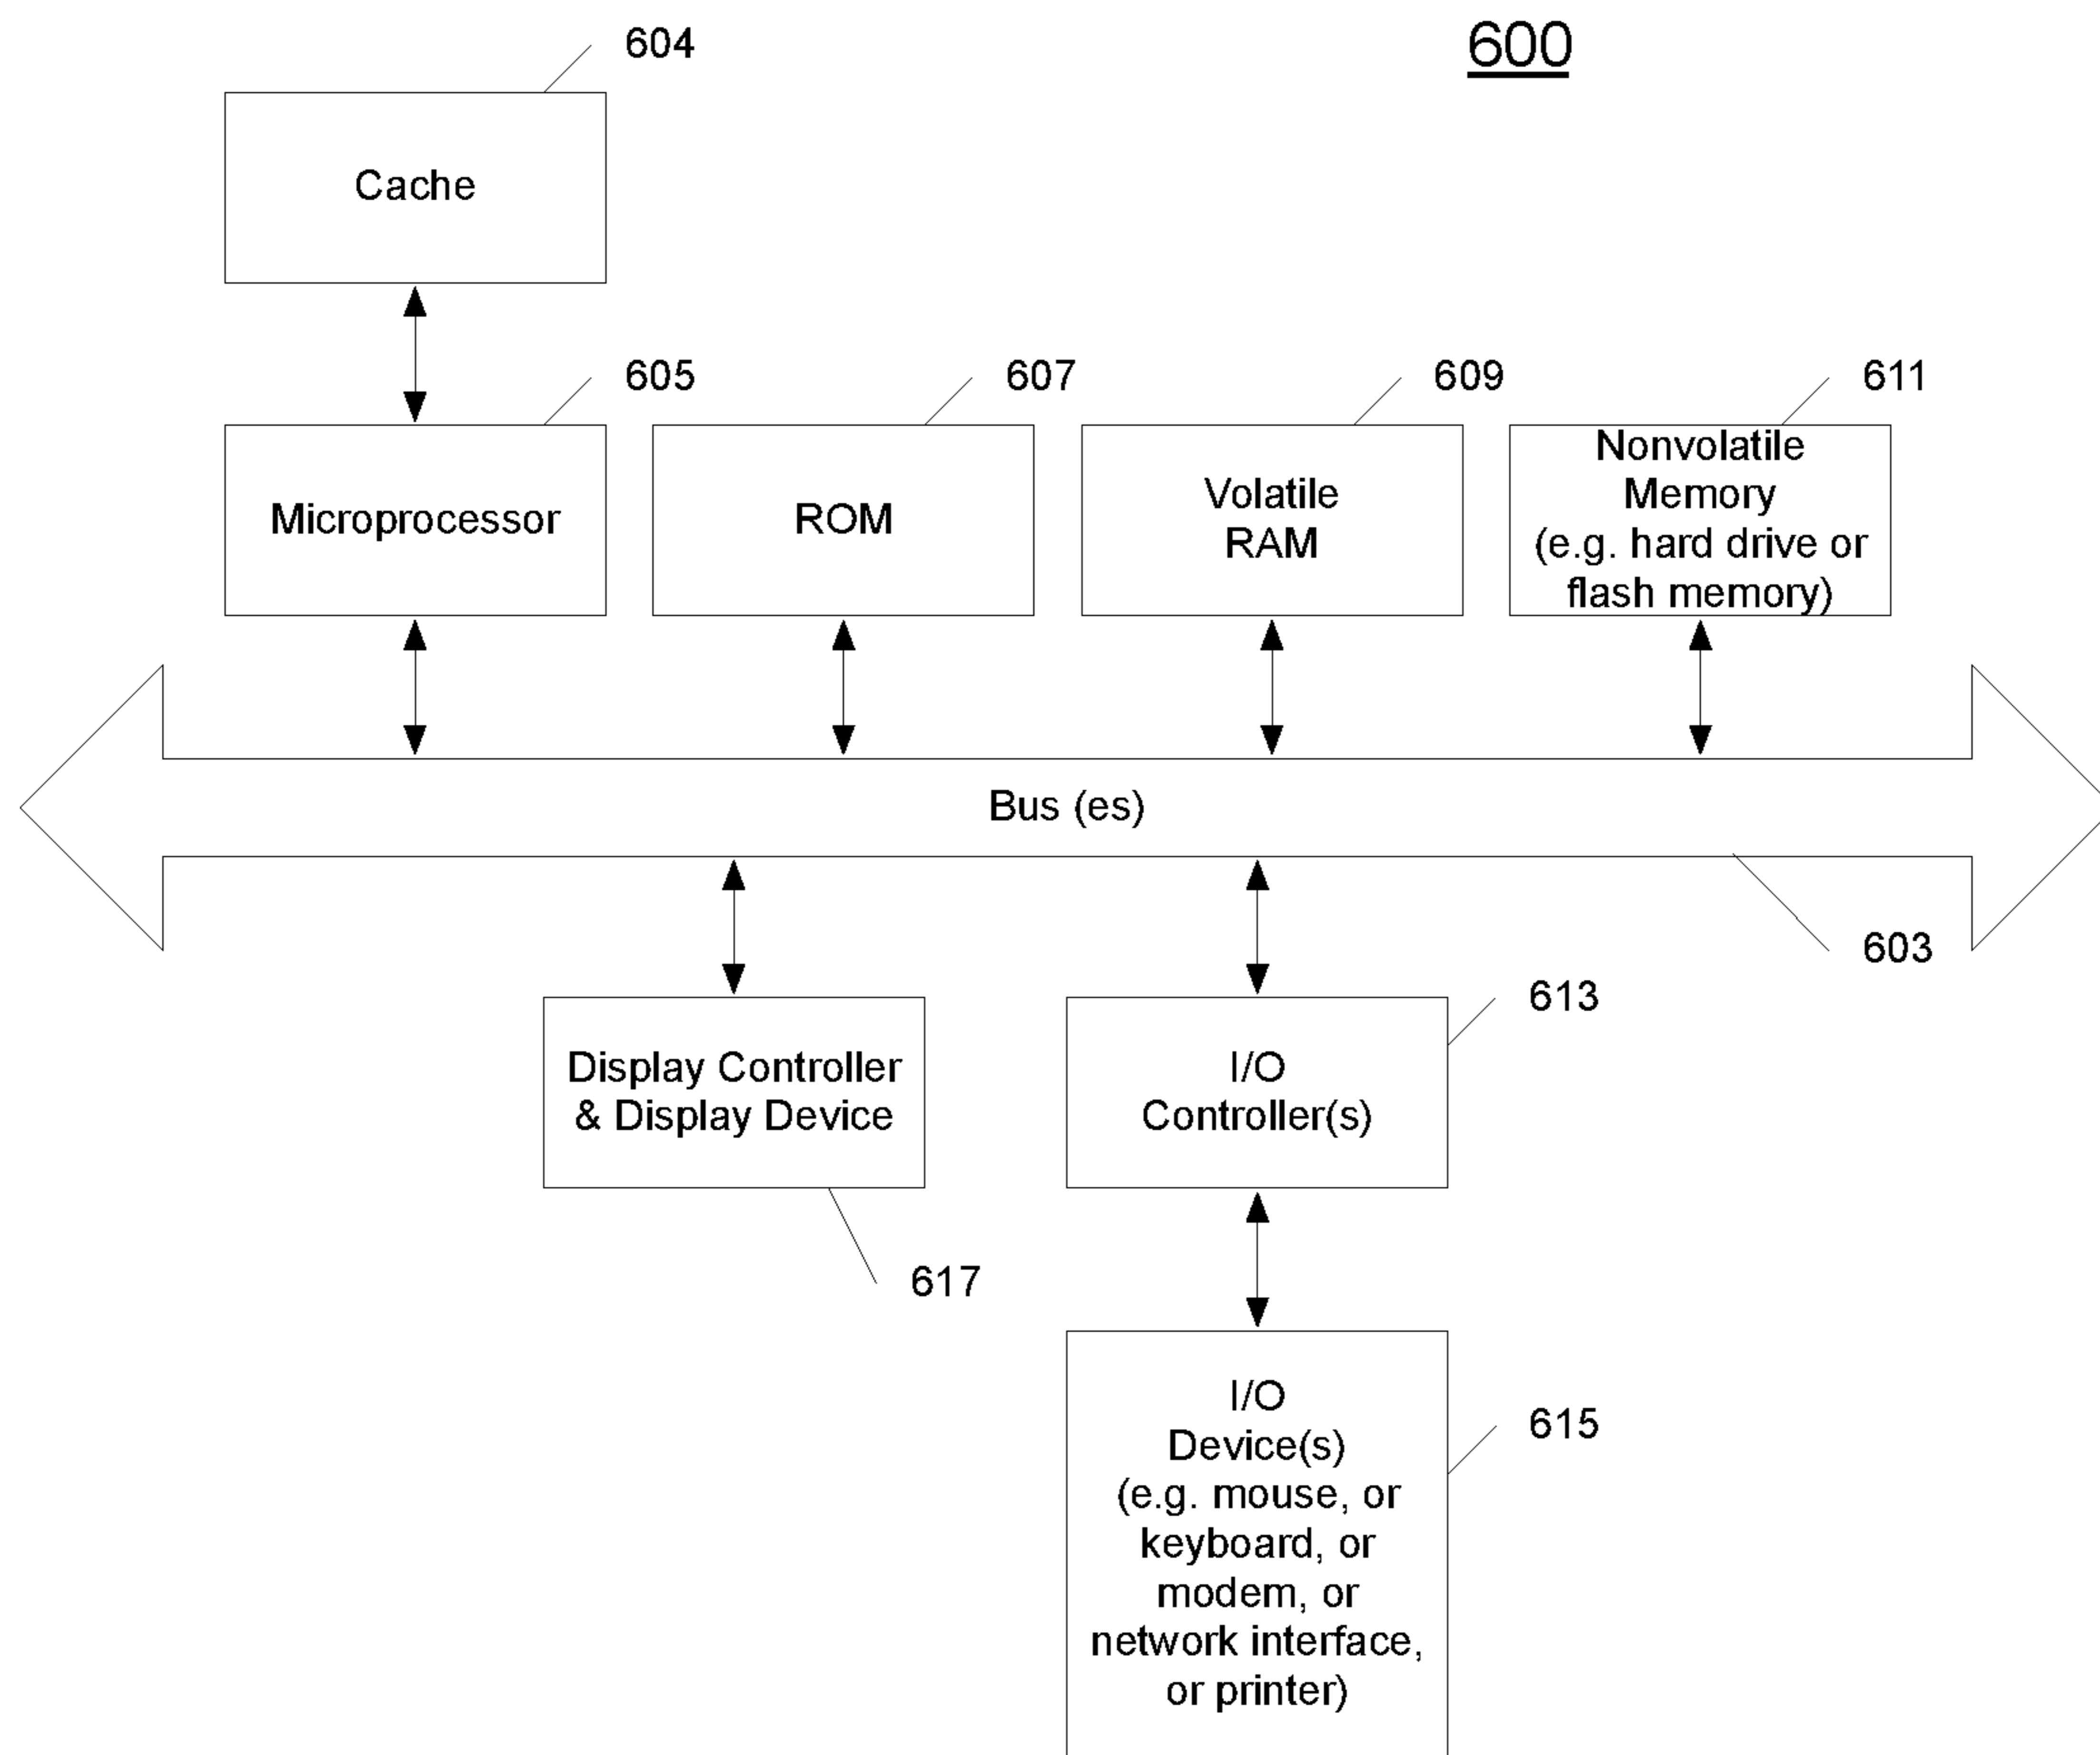 604
600
Cache
605
607
609
611
Microprocessor
ROM
Volatile
RAM
Nonvolatile
Memory
(e.g. hard drive or
flash memory)
Bus (es)
603
613
Display Controller
& Display Device
I/O
Controller(s)
617
I/O
Device(s)
(e.g. mouse, or
keyboard, or
modem, or
network interface,
or printer)
615